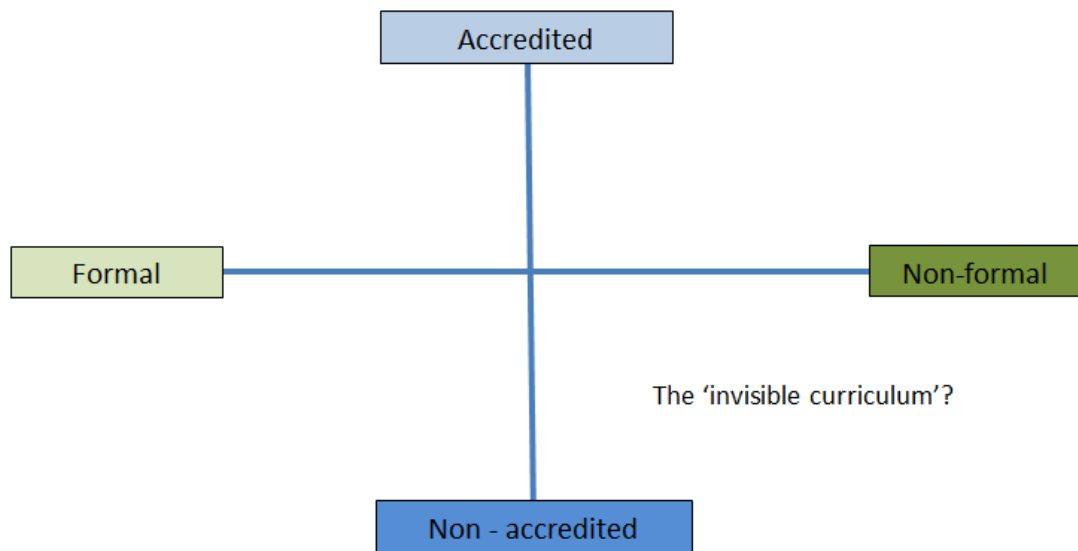 Accredited
Formal
Non-formal
The ‘invisible curriculum’?
Non - accredited